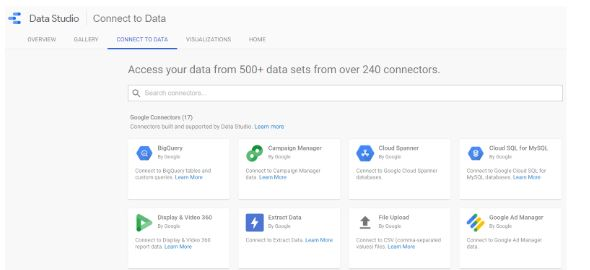 Data Studio Connect to Data
OVERVIEW GALLERY CONNECT TO DATA VISUALIZATIONS HOME
Access your data from 500+ data sets from over 240 connectors.
Search connectors...
Google Connectors (17)
Connectors built and supported by Data Studio. Learn more
BigQuery
By Google
Connect to BigQuery tables and
custom queries. Learn More
Campaign Manager
By Google
Connect to Campaign Manager
data. Learn More
Cloud Spanner
By Google
Connect to Google Cloud Spanner
databases.
Cloud SQL for MySQL
By Google
Connect to Google Cloud SQL for
MySQL databases. Learn More
Display & Video 360
By Google
Connect to Display & Video 360
report data. Learn More
Extract Data
By Google
Connect to Extract Data. Learn More
File Upload
By Google
Connect to CSV (comma-separated
values) files. Learn More
Google Ad Manager
By Google
Connect to Google Ad Manager
data.